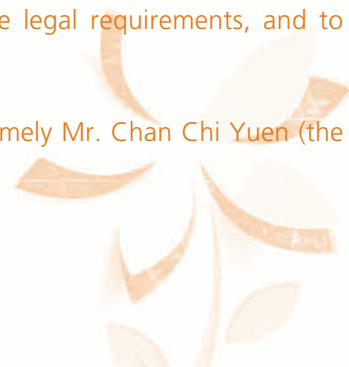 e legal requirements, and to
mely Mr. Chan Chi Yuen (the